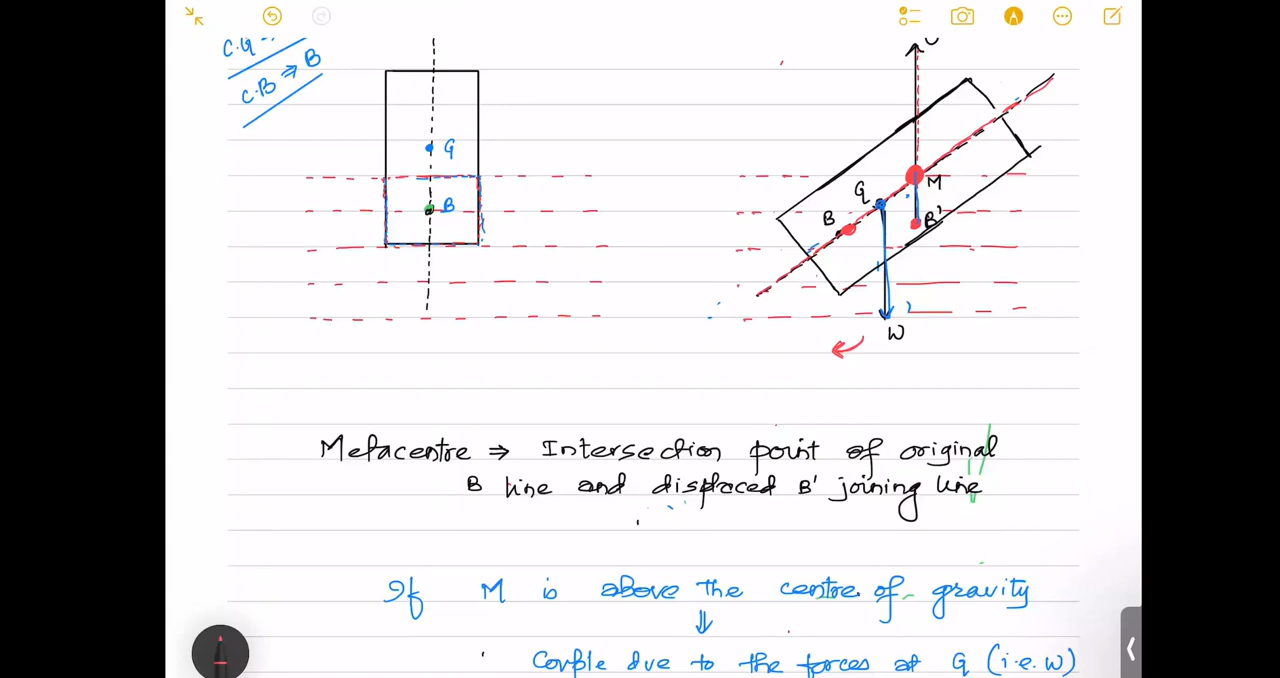 C.G
C.B ⇒ B
G
B
G
M
B
B'
W
Metacentre ⇒ Intersection point of original
B line and displaced B' joining line
If M is above the centre of gravity
⇓
Couple due to the forces at G (i.e. W)